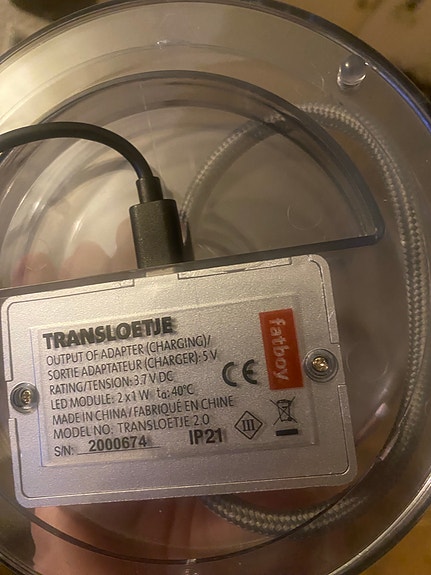 TRANSLOETJE
OUTPUT OF ADAPTER (CHARGING)/
SORTIE ADAPTATEUR (CHARGER): 5 V
RATING/TENSION: 3.7 V DC
LED MODULE: 2 x 1 W   ta: 40°C
MADE IN CHINA/FABRIQUÉ EN CHINE
MODEL NO. TRANSLOETJE 2.0
S/N: 2000674 IP21
CE
fatboy
III